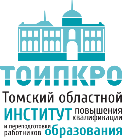 ТОИПКРО
Томский областной
ИНСТИТУТ повышения
квалификации
и переподготовки
работников образования